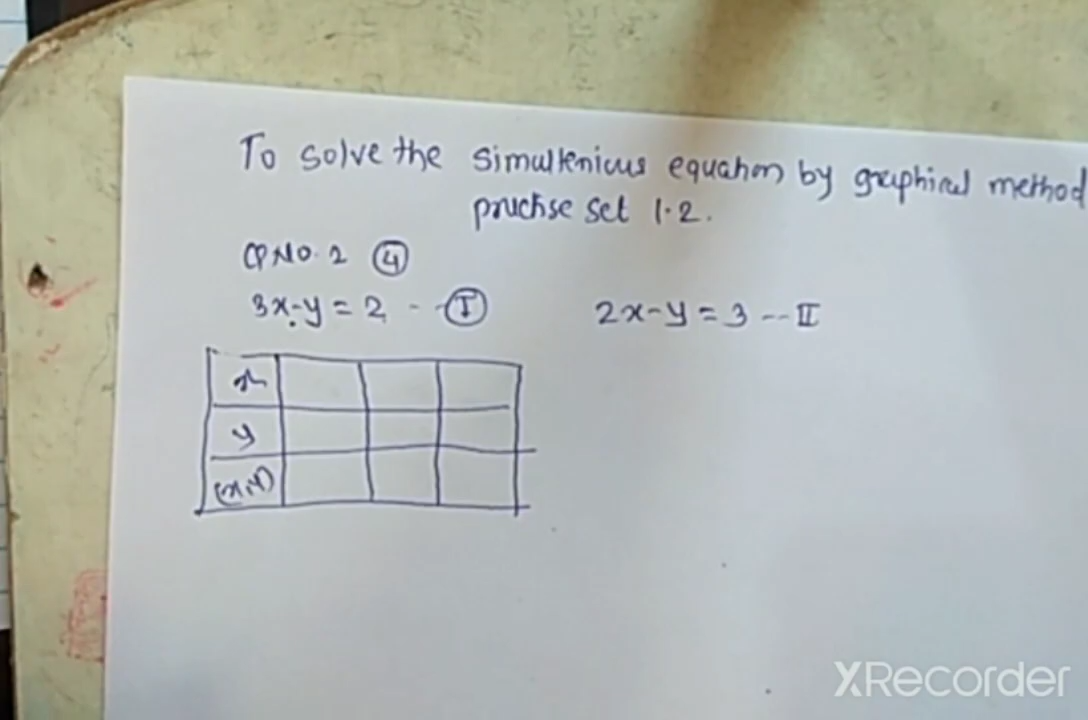 To solve the simultenious equation by graphical method
practise set 1.2.
Q NO. 2 ④
3x-y = 2 -- Ⓘ 2x-y = 3 -- II
x
y
(x,y)
XRecorder